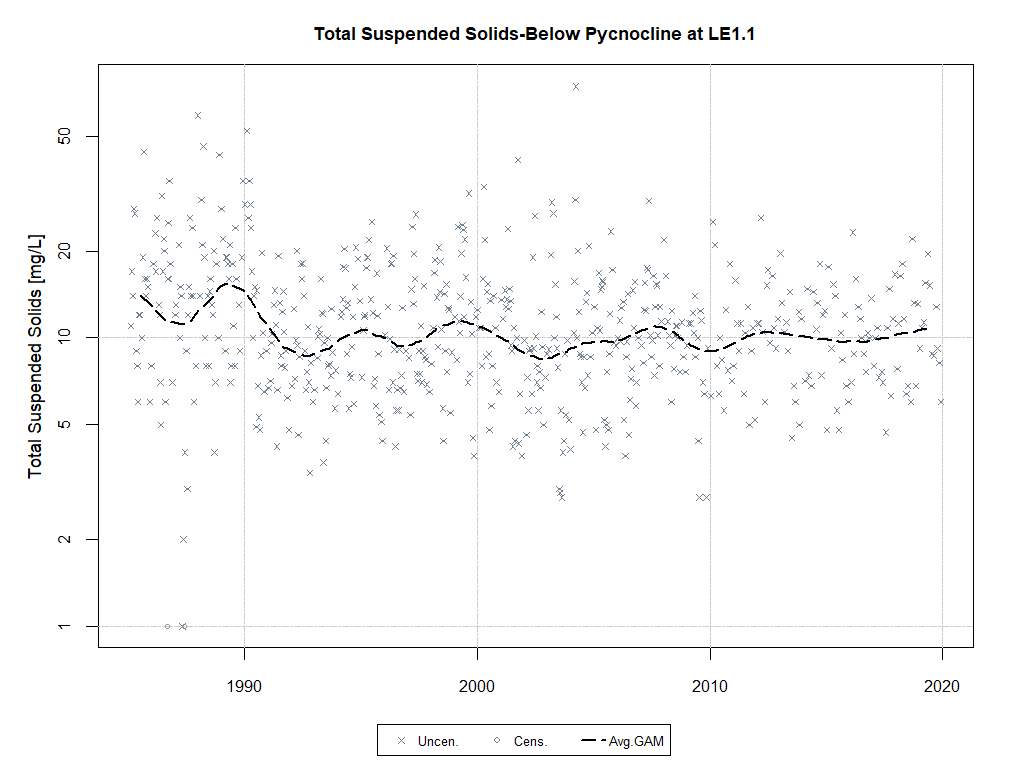 Total Suspended Solids-Below Pycnocline at LE1.1
Total Suspended Solids [mg/L]
50
20
10
5
2
1
1990
2000
2010
2020
Uncen.
Cens.
Avg.GAM